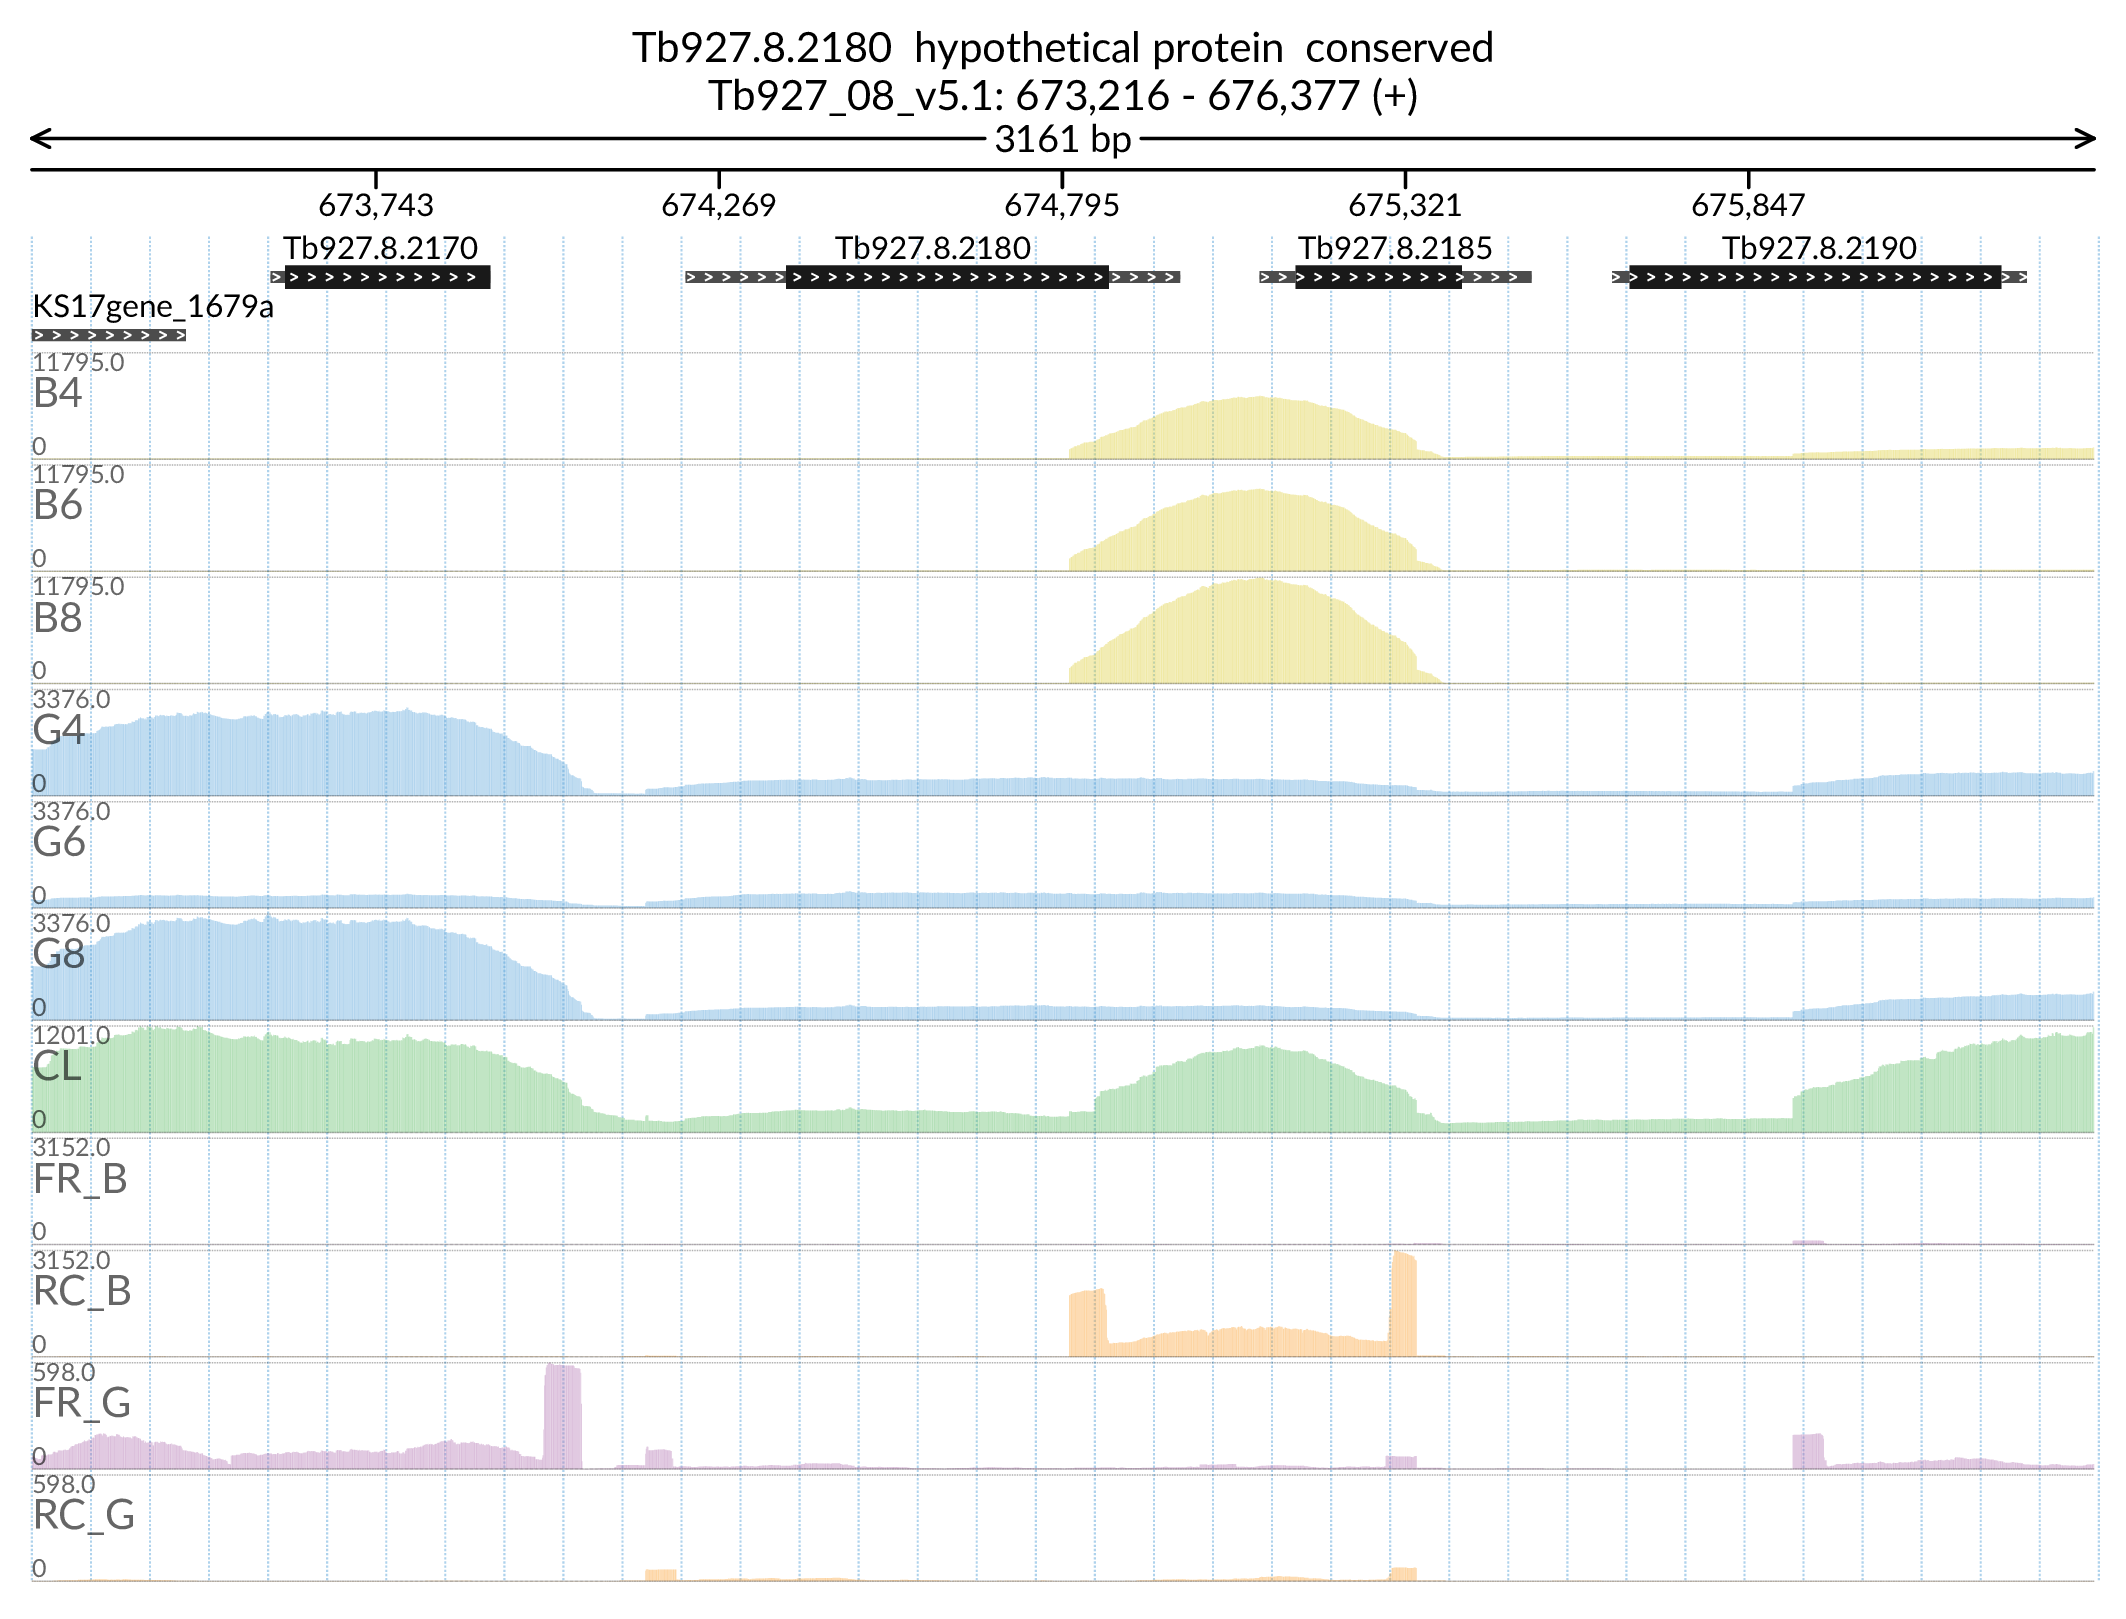 Tb927.8.2180  hypothetical protein  conserved
Tb927_08_v5.1: 673,216 - 676,377 (+)
3161 bp
673,743 674,269 674,795 675,321 675,847
Tb927.8.2170 Tb927.8.2180 Tb927.8.2185 Tb927.8.2190
KS17gene_1679a
11795.0
B4
0
11795.0
B6
0
11795.0
B8
0
3376.0
G4
0
3376.0
G6
0
3376.0
G8
0
1201.0
CL
0
3152.0
FR_B
0
3152.0
RC_B
0
598.0
FR_G
0
598.0
RC_G
0